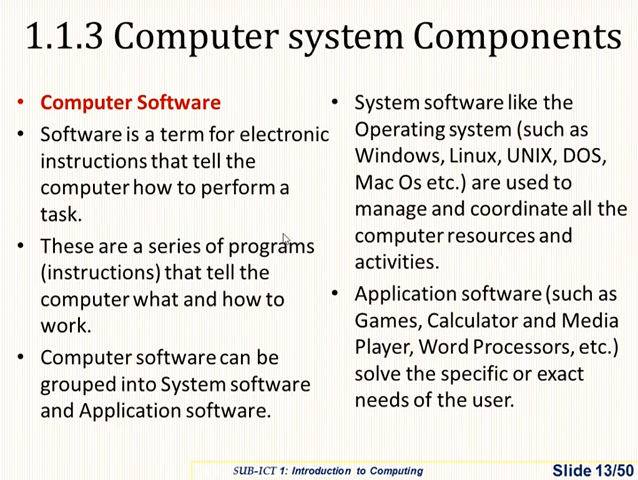 1.1.3 Computer system Components
• Computer Software
• Software is a term for electronic
instructions that tell the
computer how to perform a
task.
• These are a series of programs
(instructions) that tell the
computer what and how to
work.
• Computer software can be
grouped into System software
and Application software.
• System software like the
Operating system (such as
Windows, Linux, UNIX, DOS,
Mac Os etc.) are used to
manage and coordinate all the
computer resources and
activities.
• Application software (such as
Games, Calculator and Media
Player, Word Processors, etc.)
solve the specific or exact
needs of the user.
SUB-ICT 1: Introduction to Computing
Slide 13/50